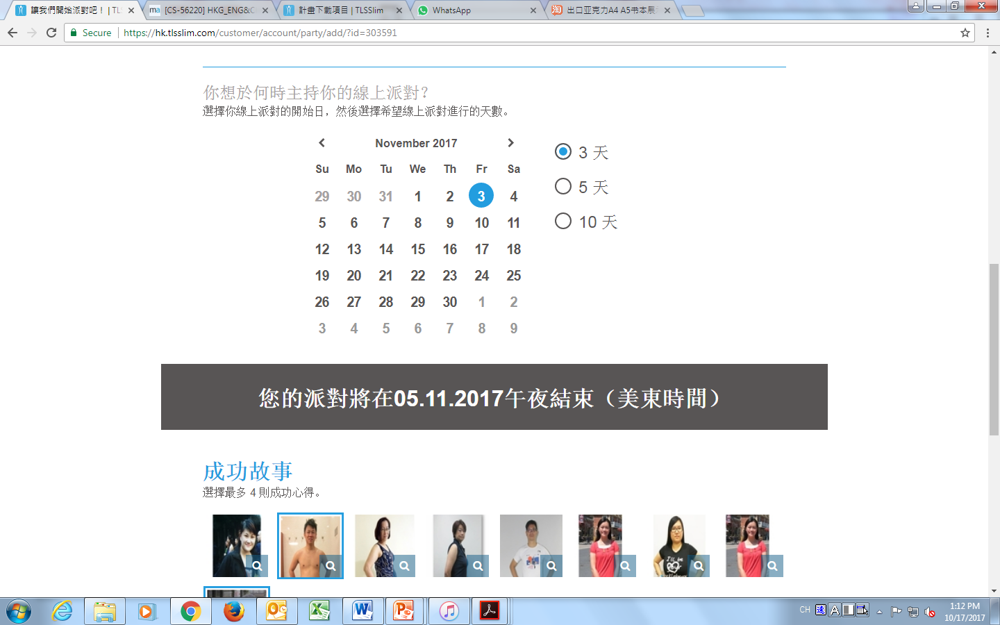 讓我們開始派對吧！ | TLS
[CS-56220] HKG_ENG&C
計畫下載項目 | TLSSlim
WhatsApp
出口亚克力A4 A5书本展
Secure
https://hk.tlsslim.com/customer/account/party/add/?id=303591
你想於何時主持你的線上派對？
選擇你線上派對的開始日，然後選擇希望線上派對進行的天數。
November 2017
Su Mo Tu We Th Fr Sa
29 30 31 1 2 3 4
5 6 7 8 9 10 11
12 13 14 15 16 17 18
19 20 21 22 23 24 25
26 27 28 29 30 1 2
3 4 5 6 7 8 9
3 天
5 天
10 天
您的派對將在05.11.2017午夜結束（美東時間）
成功故事
選擇最多 4 則成功心得。
CH
1:12 PM
10/17/2017